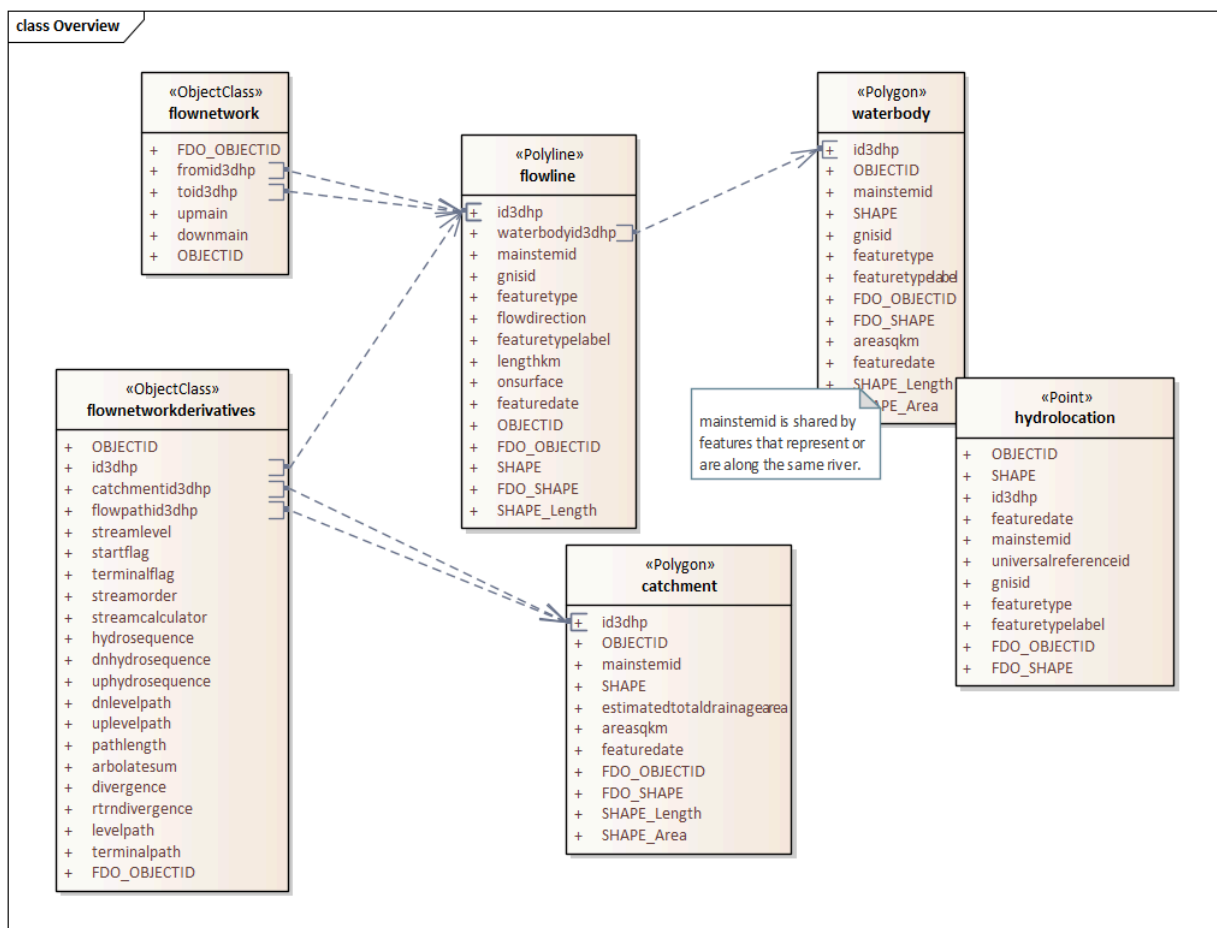 class Overview
«ObjectClass»
flownetwork
+ FDO_OBJECTID
+ fromid3dhp
+ toid3dhp
+ upmain
+ downmain
+ OBJECTID
«Polyline»
flowline
+ id3dhp
+ waterbodyid3dhp
+ mainstemid
+ gnisid
+ featuretype
+ flowdirection
+ featuretypelabel
+ lengthkm
+ onsurface
+ featuredate
+ OBJECTID
+ FDO_OBJECTID
+ SHAPE
+ FDO_SHAPE
+ SHAPE_Length
«Polygon»
waterbody
+ id3dhp
+ OBJECTID
+ mainstemid
+ SHAPE
+ gnisid
+ featuretype
+ featuretypelabel
+ FDO_OBJECTID
+ FDO_SHAPE
+ areasqkm
+ featuredate
+ SHAPE_Length
APE_Area
mainstemid is shared by
features that represent or
are along the same river.
«Point»
hydrolocation
+ OBJECTID
+ SHAPE
+ id3dhp
+ featuredate
+ mainstemid
+ universalreferenceid
+ gnisid
+ featuretype
+ featuretypelabel
+ FDO_OBJECTID
+ FDO_SHAPE
«ObjectClass»
flownetworkderivatives
+ OBJECTID
+ id3dhp
+ catchmentid3dhp
+ flowpathid3dhp
+ streamlevel
+ startflag
+ terminalflag
+ streamorder
+ streamcalculator
+ hydrosequence
+ dnhydrosequence
+ uphydrosequence
+ dnlevelpath
+ uplevelpath
+ pathlength
+ arbolatesum
+ divergence
+ rtrndivergence
+ levelpath
+ terminalpath
+ FDO_OBJECTID
«Polygon»
catchment
+ id3dhp
+ OBJECTID
+ mainstemid
+ SHAPE
+ estimatedtotaldrainagearea
+ areasqkm
+ featuredate
+ FDO_OBJECTID
+ FDO_SHAPE
+ SHAPE_Length
+ SHAPE_Area